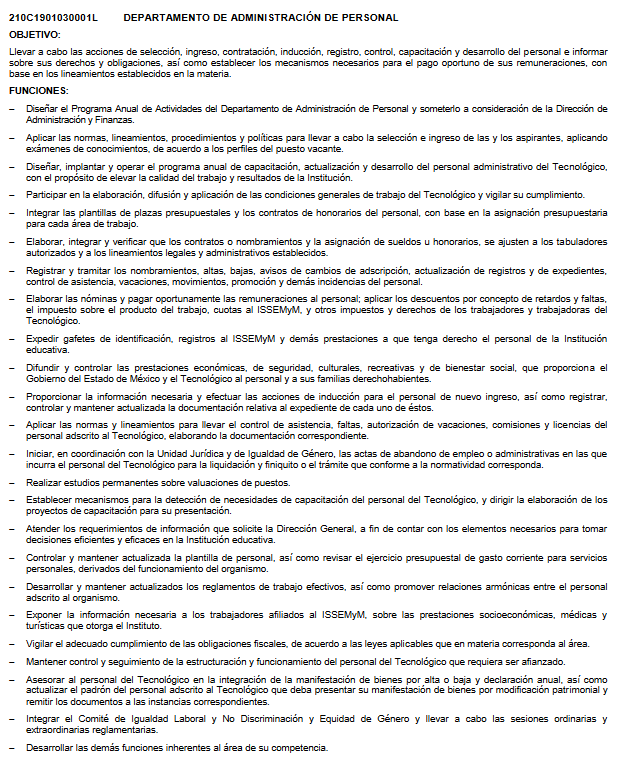 210C1901030001L DEPARTAMENTO DE ADMINISTRACIÓN DE PERSONAL
OBJETIVO:
Llevar a cabo las acciones de selección, ingreso, contratación, inducción, registro, control, capacitación y desarrollo del personal e informar
sobre sus derechos y obligaciones, así como establecer los mecanismos necesarios para el pago oportuno de sus remuneraciones, con
base en los lineamientos establecidos en la materia.
FUNCIONES:
– Diseñar el Programa Anual de Actividades del Departamento de Administración de Personal y someterlo a consideración de la Dirección de
Administración y Finanzas.
– Aplicar las normas, lineamientos, procedimientos y políticas para llevar a cabo la selección e ingreso de las y los aspirantes, aplicando
exámenes de conocimientos, de acuerdo a los perfiles del puesto vacante.
– Diseñar, implantar y operar el programa anual de capacitación, actualización y desarrollo del personal administrativo del Tecnológico,
con el propósito de elevar la calidad del trabajo y resultados de la Institución.
– Participar en la elaboración, difusión y aplicación de las condiciones generales de trabajo del Tecnológico y vigilar su cumplimiento.
– Integrar las plantillas de plazas presupuestales y los contratos de honorarios del personal, con base en la asignación presupuestaria
para cada área de trabajo.
– Elaborar, integrar y verificar que los contratos o nombramientos y la asignación de sueldos u honorarios, se ajusten a los tabuladores
autorizados y a los lineamientos legales y administrativos establecidos.
– Registrar y tramitar los nombramientos, altas, bajas, avisos de cambios de adscripción, actualización de registros y de expedientes,
control de asistencia, vacaciones, movimientos, promoción y demás incidencias del personal.
– Elaborar las nóminas y pagar oportunamente las remuneraciones al personal; aplicar los descuentos por concepto de retardos y faltas,
el impuesto sobre el producto del trabajo, cuotas al ISSEMyM, y otros impuestos y derechos de los trabajadores y trabajadoras del
Tecnológico.
– Expedir gafetes de identificación, registros al ISSEMyM y demás prestaciones a que tenga derecho el personal de la Institución
educativa.
– Difundir y controlar las prestaciones económicas, de seguridad, culturales, recreativas y de bienestar social, que proporciona el
Gobierno del Estado de México y el Tecnológico al personal y a sus familias derechohabientes.
– Proporcionar la información necesaria y efectuar las acciones de inducción para el personal de nuevo ingreso, así como registrar,
controlar y mantener actualizada la documentación relativa al expediente de cada uno de éstos.
– Aplicar las normas y lineamientos para llevar el control de asistencia, faltas, autorización de vacaciones, comisiones y licencias del
personal adscrito al Tecnológico, elaborando la documentación correspondiente.
– Iniciar, en coordinación con la Unidad Jurídica y de Igualdad de Género, las actas de abandono de empleo o administrativas en las que
incurra el personal del Tecnológico para la liquidación y finiquito o el trámite que conforme a la normatividad corresponda.
– Realizar estudios permanentes sobre valuaciones de puestos.
– Establecer mecanismos para la detección de necesidades de capacitación del personal del Tecnológico, y dirigir la elaboración de los
proyectos de capacitación para su presentación.
– Atender los requerimientos de información que solicite la Dirección General, a fin de contar con los elementos necesarios para tomar
decisiones eficientes y eficaces en la Institución educativa.
– Controlar y mantener actualizada la plantilla de personal, así como revisar el ejercicio presupuestal de gasto corriente para servicios
personales, derivados del funcionamiento del organismo.
– Desarrollar y mantener actualizados los reglamentos de trabajo efectivos, así como promover relaciones armónicas entre el personal
adscrito al organismo.
– Exponer la información necesaria a los trabajadores afiliados al ISSEMyM, sobre las prestaciones socioeconómicas, médicas y
turísticas que otorga el Instituto.
– Vigilar el adecuado cumplimiento de las obligaciones fiscales, de acuerdo a las leyes aplicables que en materia corresponda al área.
– Mantener control y seguimiento de la estructuración y funcionamiento del personal del Tecnológico que requiera ser afianzado.
– Asesorar al personal del Tecnológico en la integración de la manifestación de bienes por alta o baja y declaración anual, así como
actualizar el padrón del personal adscrito al Tecnológico que deba presentar su manifestación de bienes por modificación patrimonial y
remitir los documentos a las instancias correspondientes.
– Integrar el Comité de Igualdad Laboral y No Discriminación y Equidad de Género y llevar a cabo las sesiones ordinarias y
extraordinarias reglamentarias.
– Desarrollar las demás funciones inherentes al área de su competencia.